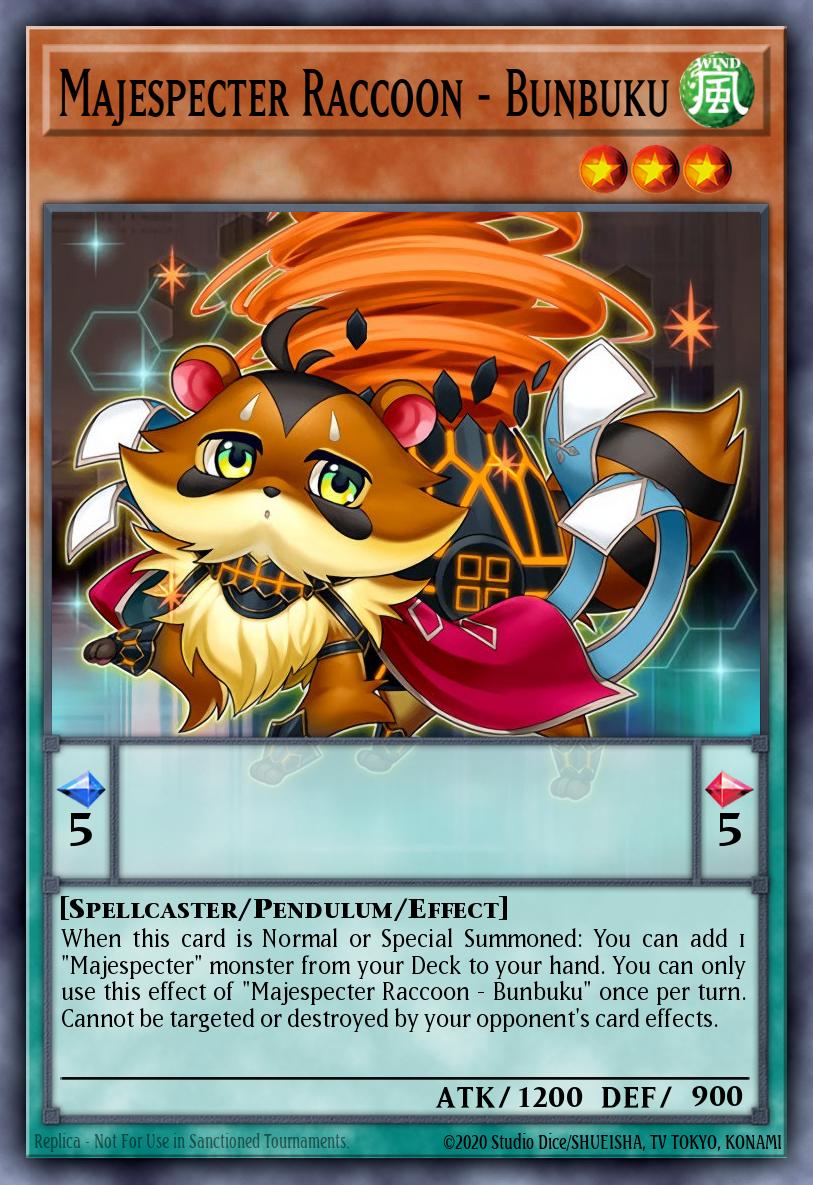 Majespecter Raccoon - Bunbuku
WIND
風
5
5
[Spellcaster/Pendulum/Effect]
When this card is Normal or Special Summoned: You can add 1
"Majespecter" monster from your Deck to your hand. You can only
use this effect of "Majespecter Raccoon - Bunbuku" once per turn.
Cannot be targeted or destroyed by your opponent's card effects.
ATK/ 1200 DEF/ 900
Replica - Not For Use in Sanctioned Tournaments.
©2020 Studio Dice/SHUEISHA, TV TOKYO, KONAMI